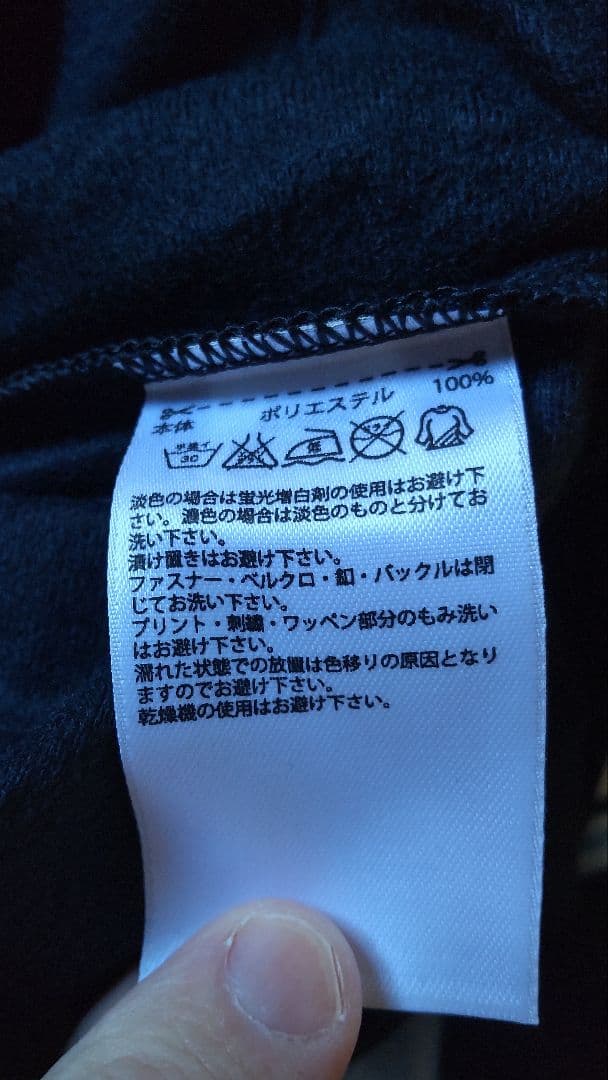 本体 ポリエステル 100%
手洗イ 30 エンソ 低 ドライ
淡色の場合は蛍光増白剤の使用はお避け下
さい。濃色の場合は淡色のものと分けてお
洗い下さい。
漬け置きはお避け下さい。
ファスナー・ベルクロ・釦・バックルは閉
じてお洗い下さい。
プリント・刺繍・ワッペン部分のもみ洗い
はお避け下さい。
濡れた状態での放置は色移りの原因となり
ますのでお避け下さい。
乾燥機の使用はお避け下さい。